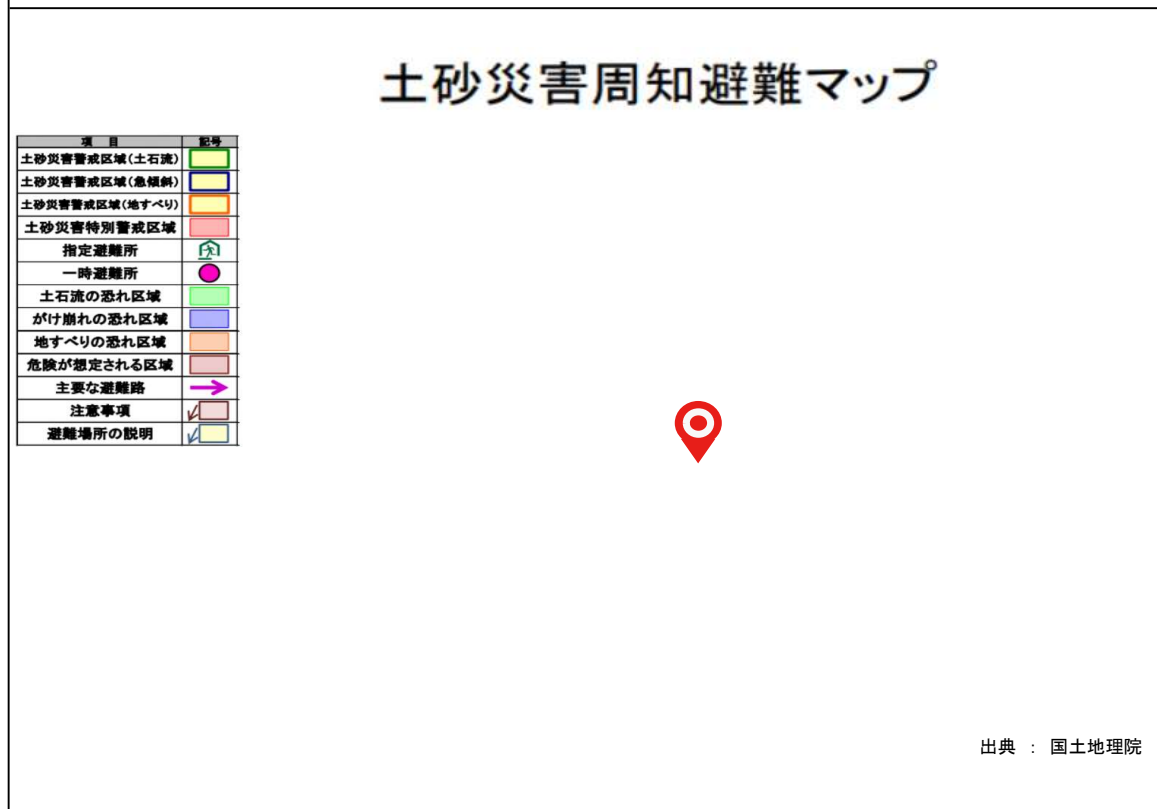 土砂災害周知避難マップ
項 目 記号
土砂災害警戒区域(土石流)
土砂災害警戒区域(急傾斜)
土砂災害警戒区域(地すべり)
土砂災害特別警戒区域
指定避難所
一時避難所
土石流の恐れ区域
がけ崩れの恐れ区域
地すべりの恐れ区域
危険が想定される区域
主要な避難路
注意事項
避難場所の説明
出典 : 国土地理院